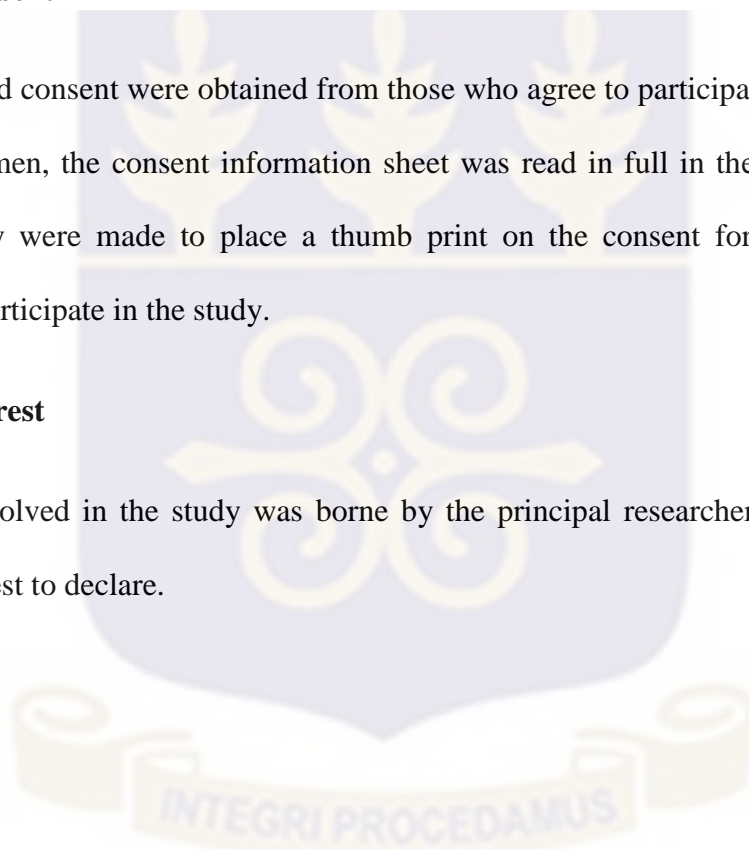 d consent were obtained from those who agree to participa
men, the consent information sheet was read in full in the
were made to place a thumb print on the consent for
rticipate in the study.
rest
olved in the study was borne by the principal researcher
est to declare.
INTEGRI PROCEDAMUS